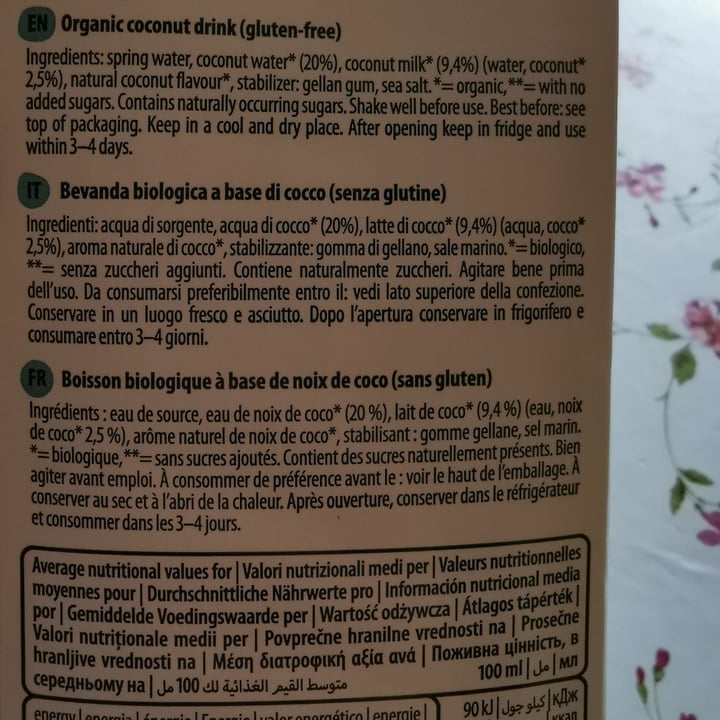 EN Organic coconut drink (gluten-free)
Ingredients: spring water, coconut water* (20%), coconut milk* (9,4%) (water, coconut*
2,5%), natural coconut flavour*, stabilizer: gellan gum, sea salt. *= organic, **= with no
added sugars. Contains naturally occurring sugars. Shake well before use. Best before: see
top of packaging. Keep in a cool and dry place. After opening keep in fridge and use
within 3–4 days.
IT Bevanda biologica a base di cocco (senza glutine)
Ingredienti: acqua di sorgente, acqua di cocco* (20%), latte di cocco* (9,4%) (acqua, cocco*
2,5%), aroma naturale di cocco*, stabilizzante: gomma di gellano, sale marino. *= biologico,
**= senza zuccheri aggiunti. Contiene naturalmente zuccheri. Agitare bene prima
dell'uso. Da consumarsi preferibilmente entro il: vedi lato superiore della confezione.
Conservare in un luogo fresco e asciutto. Dopo l'apertura conservare in frigorifero e
consumare entro 3–4 giorni.
FR Boisson biologique à base de noix de coco (sans gluten)
Ingrédients : eau de source, eau de noix de coco* (20 %), lait de coco* (9,4 %) (eau, noix
de coco* 2,5 %), arôme naturel de noix de coco*, stabilisant : gomme gellane, sel marin.
*= biologique, **= sans sucres ajoutés. Contient des sucres naturellement présents. Bien
agiter avant emploi. À consommer de préférence avant le : voir le haut de l'emballage. À
conserver au sec et à l'abri de la chaleur. Après ouverture, conserver dans le réfrigérateur
et consommer dans les 3–4 jours.
Average nutritional values for | Valori nutrizionali medi per | Valeurs nutritionnelles
moyennes pour | Durchschnittliche Nährwerte pro | Información nutricional media
por | Gemiddelde Voedingswaarde per | Wartość odżywcza | Átlagos tápérték |
Valori nutriționale medii per | Povprečne hranilne vrednosti na | Prosečne
hranljive vrednosti na | Μέση διατροφική αξία ανά | Поживна цінність, в
середньому на | متوسط القيم الغذائية لك 100 مل 100 ml | مل | мл
energy | energia | énergie | Energie | valor energético | energie | 90 kJ | كيلو جول | кДж